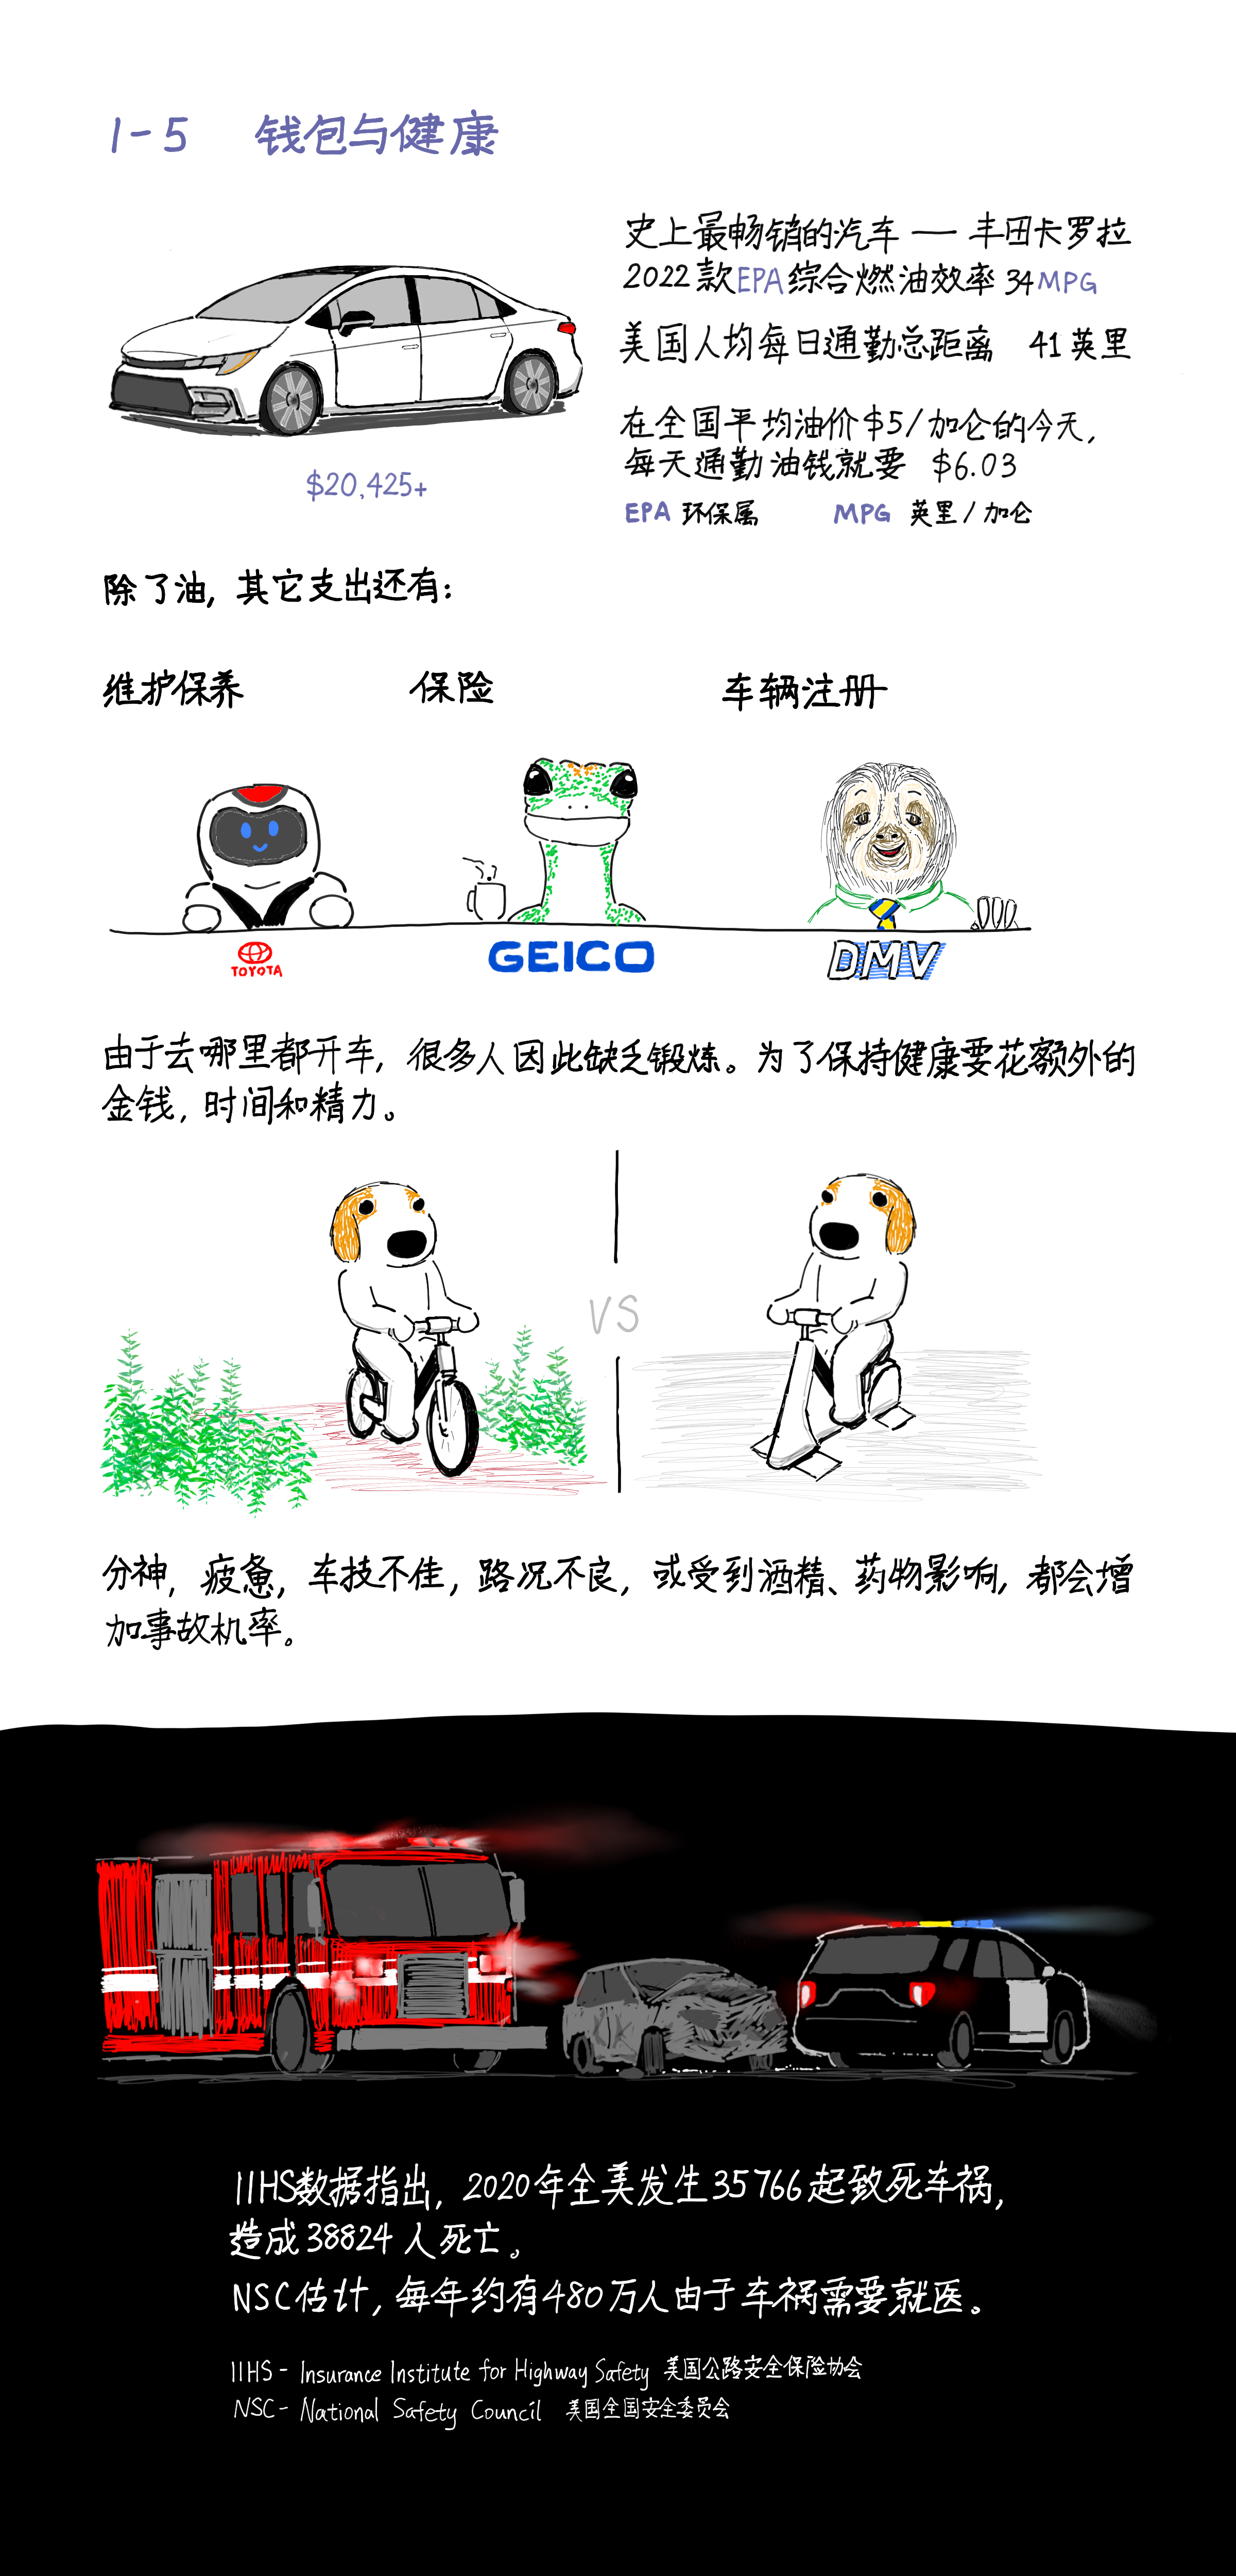 1-5 钱包与健康
史上最畅销的汽车 — 丰田卡罗拉
2022款EPA综合燃油效率 34MPG
美国人均每日通勤总距离 41英里
在全国平均油价$5/加仑的今天,
每天通勤油钱就要 $6.03
$20,425+
EPA 环保属 MPG 英里/加仑
除了油, 其它支出还有:
维护保养 保险 车辆注册
TOYOTA GEICO DMV
由于去哪里都开车, 很多人因此缺乏锻炼。为了保持健康要花额外的
金钱, 时间和精力。
VS
分神, 疲惫, 车技不佳, 路况不良, 或受到酒精、药物影响, 都会增
加事故机率。
IIHS数据指出, 2020年全美发生35766起致死车祸,
造成38824人死亡。
NSC估计, 每年约有480万人由于车祸需要就医。
IIHS - Insurance Institute for Highway Safety 美国公路安全保险协会
NSC - National Safety Council 美国全国安全委员会